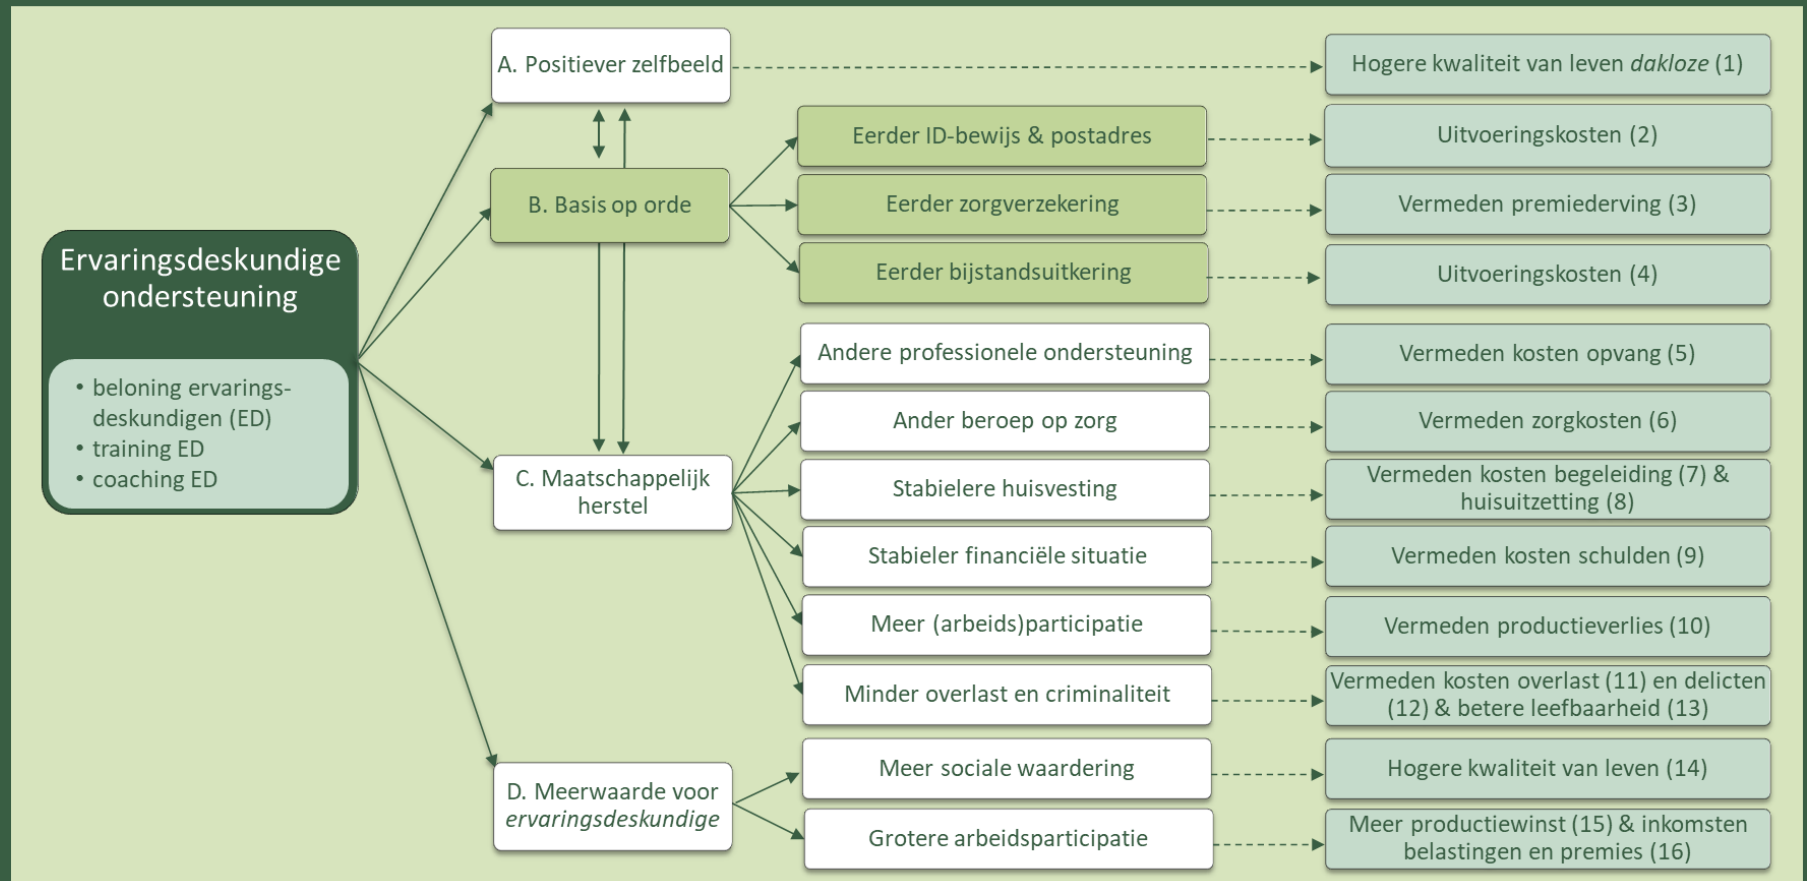 Ervaringsdeskundige
ondersteuning
• beloning ervarings-
deskundigen (ED)
• training ED
• coaching ED
A. Positiever zelfbeeld
Hogere kwaliteit van leven dakloze (1)
B. Basis op orde
Eerder ID-bewijs & postadres
Uitvoeringskosten (2)
Eerder zorgverzekering
Vermeden premiederving (3)
Eerder bijstandsuitkering
Uitvoeringskosten (4)
C. Maatschappelijk
herstel
Andere professionele ondersteuning
Vermeden kosten opvang (5)
Ander beroep op zorg
Vermeden zorgkosten (6)
Stabielere huisvesting
Vermeden kosten begeleiding (7) &
huisuitzetting (8)
Stabieler financiële situatie
Vermeden kosten schulden (9)
Meer (arbeids)participatie
Vermeden productieverlies (10)
Minder overlast en criminaliteit
Vermeden kosten overlast (11) en delicten
(12) & betere leefbaarheid (13)
D. Meerwaarde voor
ervaringsdeskundige
Meer sociale waardering
Hogere kwaliteit van leven (14)
Grotere arbeidsparticipatie
Meer productiewinst (15) & inkomsten
belastingen en premies (16)